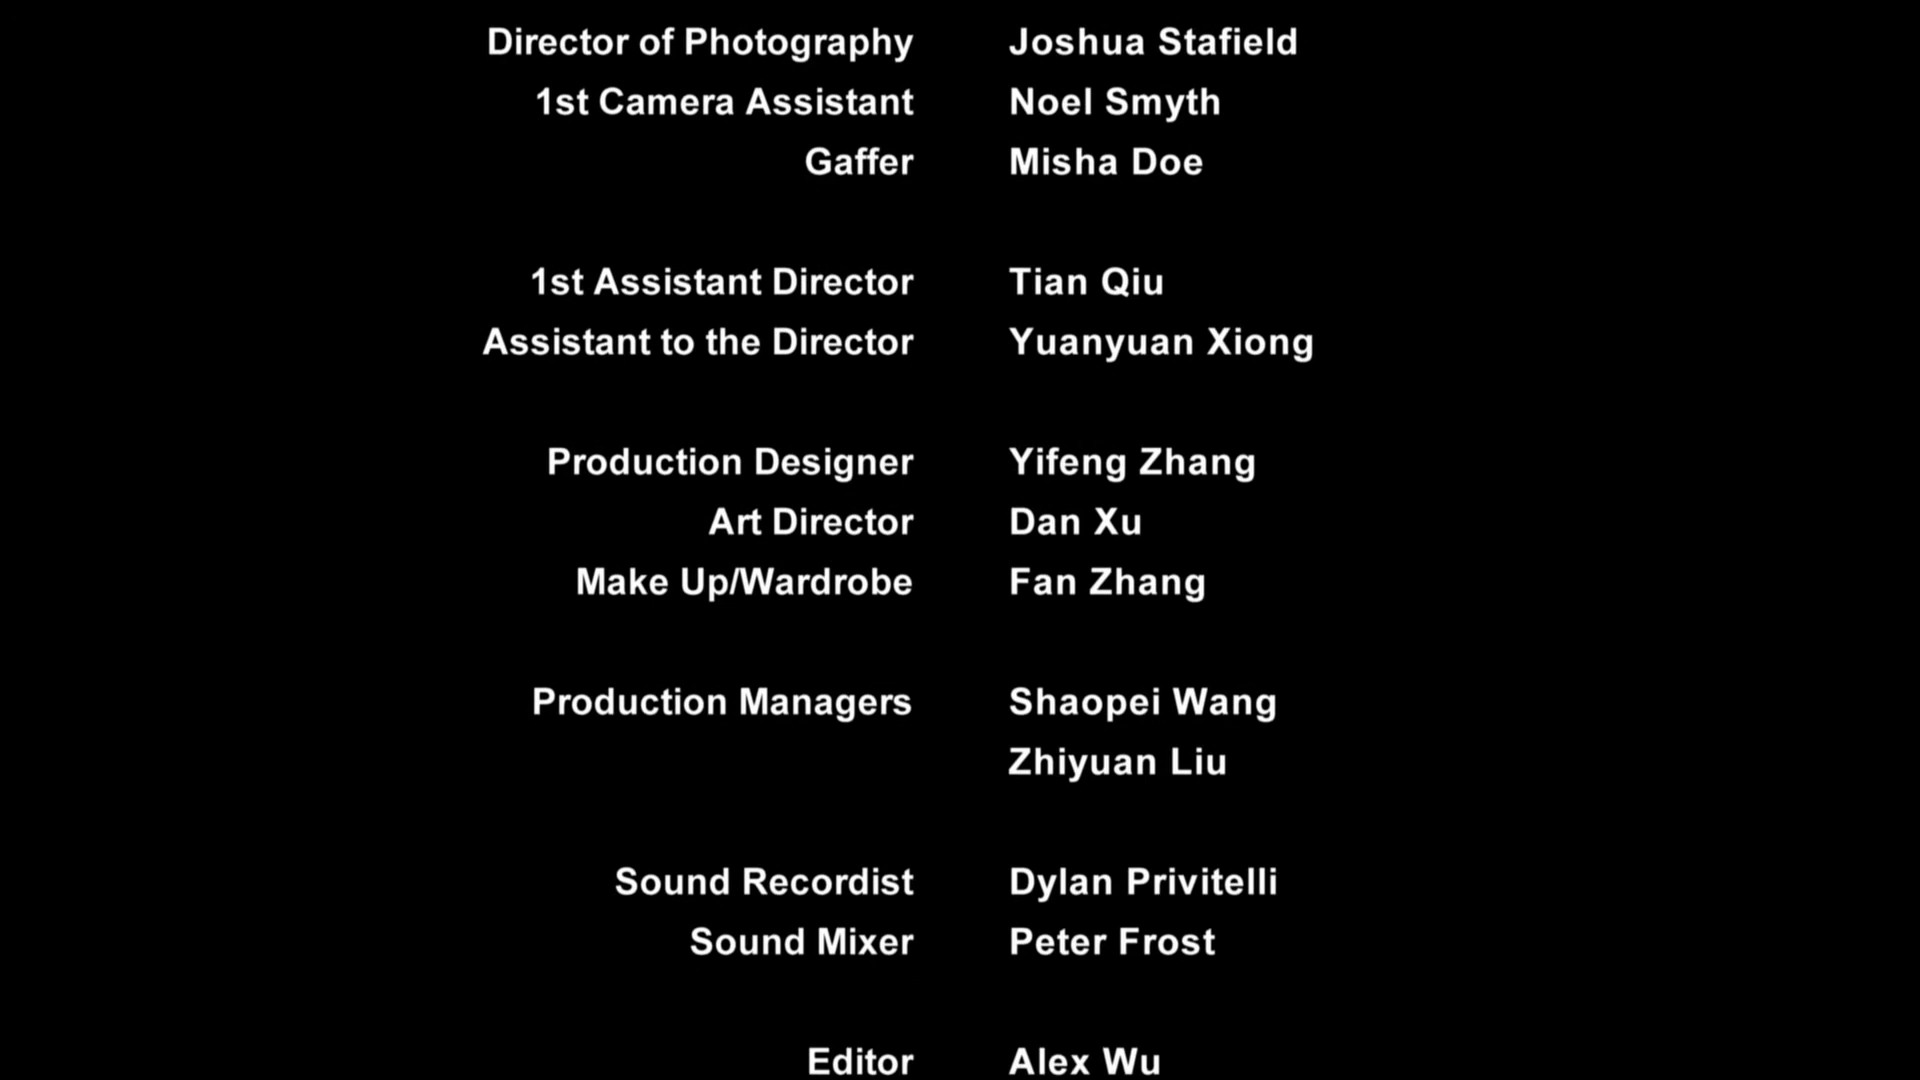 Director of Photography Joshua Stafield
1st Camera Assistant Noel Smyth
Gaffer Misha Doe
1st Assistant Director Tian Qiu
Assistant to the Director Yuanyuan Xiong
Production Designer Yifeng Zhang
Art Director Dan Xu
Make Up/Wardrobe Fan Zhang
Production Managers Shaopei Wang
Zhiyuan Liu
Sound Recordist Dylan Privitelli
Sound Mixer Peter Frost
Editor Alex Wu